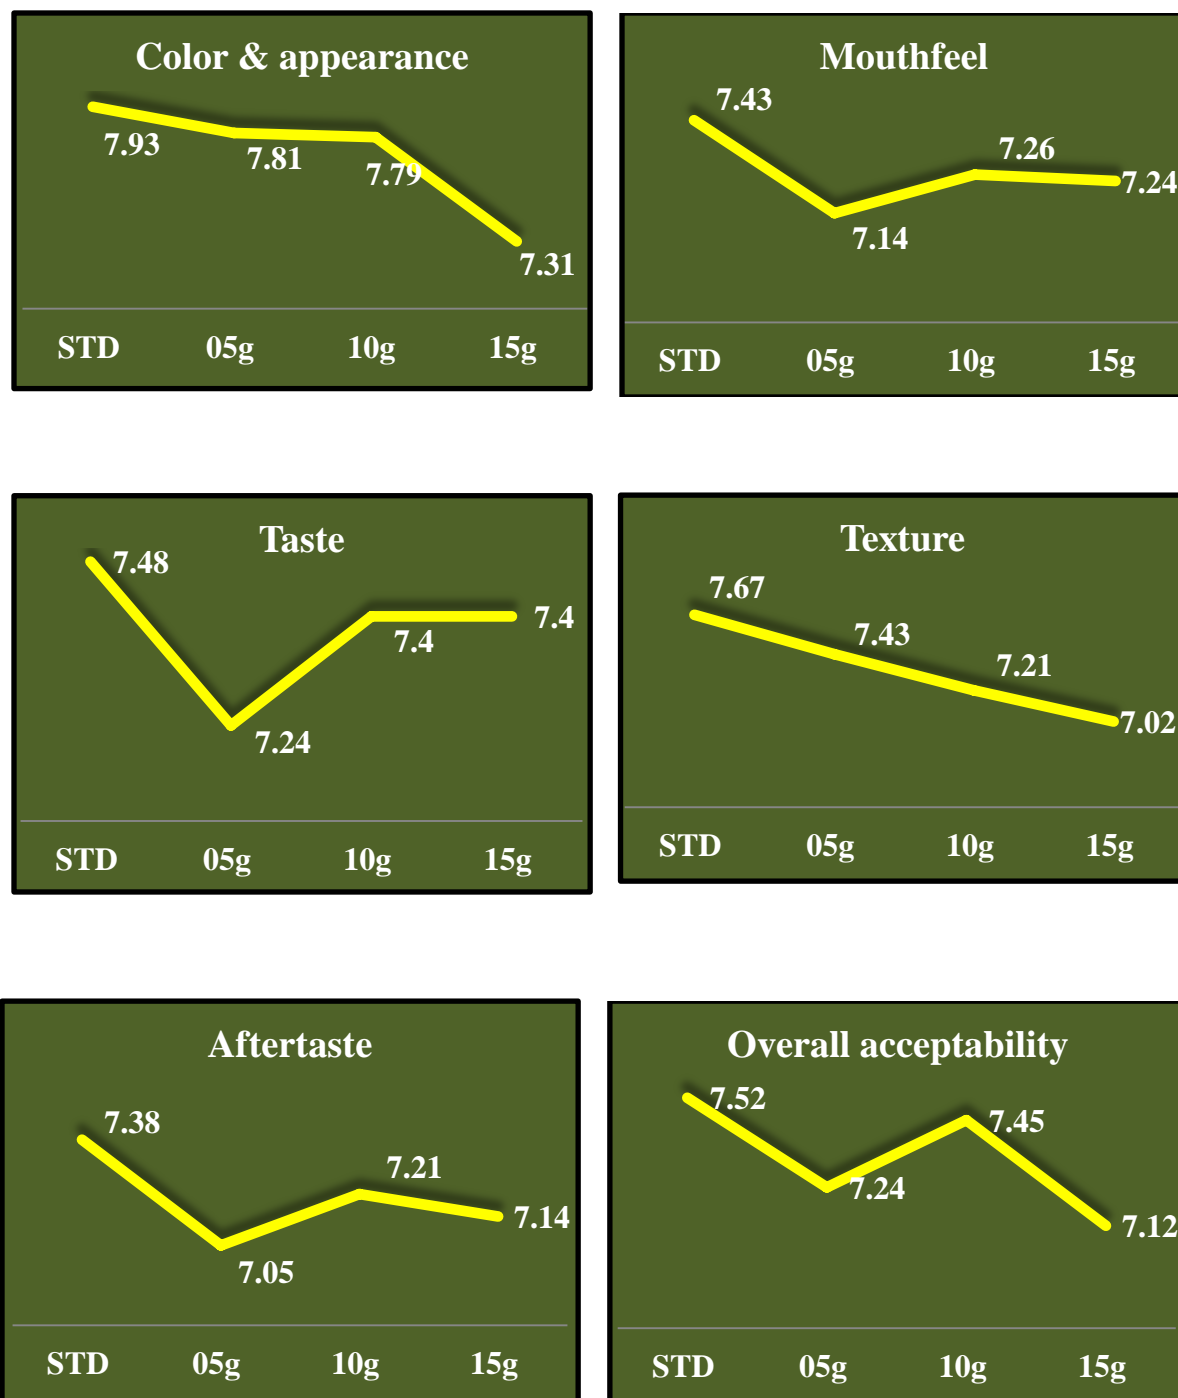 Color & appearance
7.93
7.81
7.79
7.31
STD 05g 10g 15g
Mouthfeel
7.43
7.14
7.26
7.24
STD 05g 10g 15g
Taste
7.48
7.24
7.4
7.4
STD 05g 10g 15g
Texture
7.67
7.43
7.21
7.02
STD 05g 10g 15g
Aftertaste
7.38
7.05
7.21
7.14
STD 05g 10g 15g
Overall acceptability
7.52
7.24
7.45
7.12
STD 05g 10g 15g